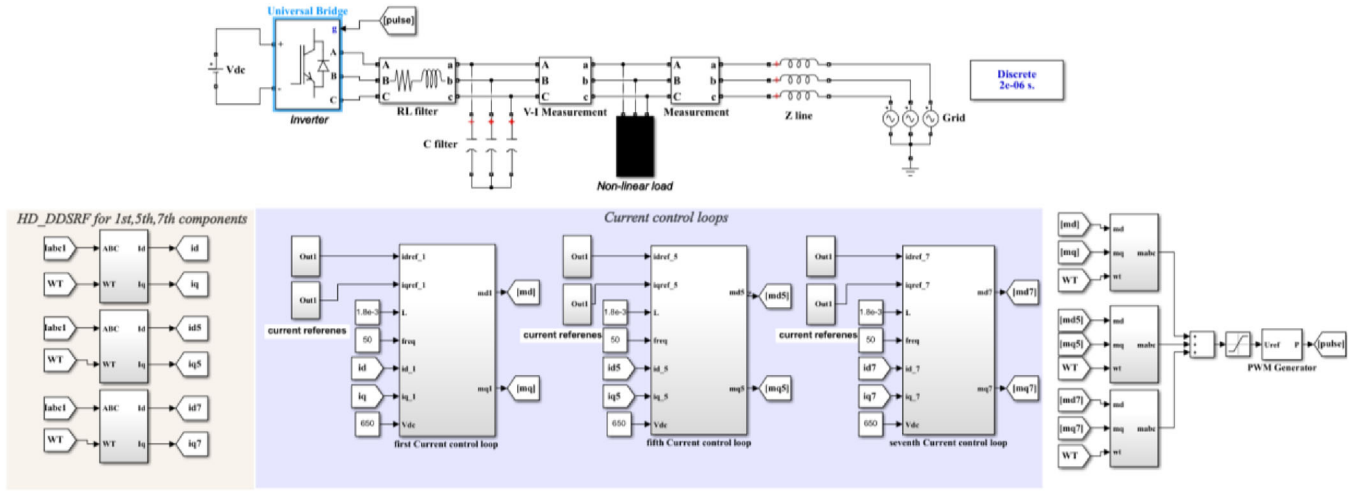 Universal Bridge
[pulse]
g
+
A
Vdc
B
-
C
Inverter
A a
B b
C c
RL filter
C filter
A a
B b
C c
V-I Measurement
Non-linear load
A a
B b
C c
Measurement
Z line
Grid
Discrete
2e-06 s.
HD_DDSRF for 1st,5th,7th components
Iabc1
ABC Id
id
WT
WT Iq
iq
Iabc1
ABC Id
id5
WT
WT Iq
iq5
Iabc1
ABC Id
id7
WT
WT Iq
iq7
Current control loops
Out1
idref_1
Out1
iqref_1
current referenes
md1
[md]
1.8e-3
L
50
freq
id
id_1
iq
iq_1
mq1
[mq]
650
Vdc
first Current control loop
Out1
idref_5
Out1
iqref_5
current referenes
md5
[md5]
1.8e-3
L
50
freq
id5
id_5
iq5
iq_5
mq5
[mq5]
650
Vdc
fifth Current control loop
Out1
idref_7
Out1
iqref_7
current referenes
md7
[md7]
1.8e-3
L
50
freq
id7
id_7
iq7
iq_7
mq7
[mq7]
650
Vdc
seventh Current control loop
[md]
md
[mq]
mq mabc
WT
wt
[md5]
md
[mq5]
mq mabc
WT
wt
[md7]
md
[mq7]
mq mabc
WT
wt
+
+
+
Uref P
[pulse]
PWM Generator